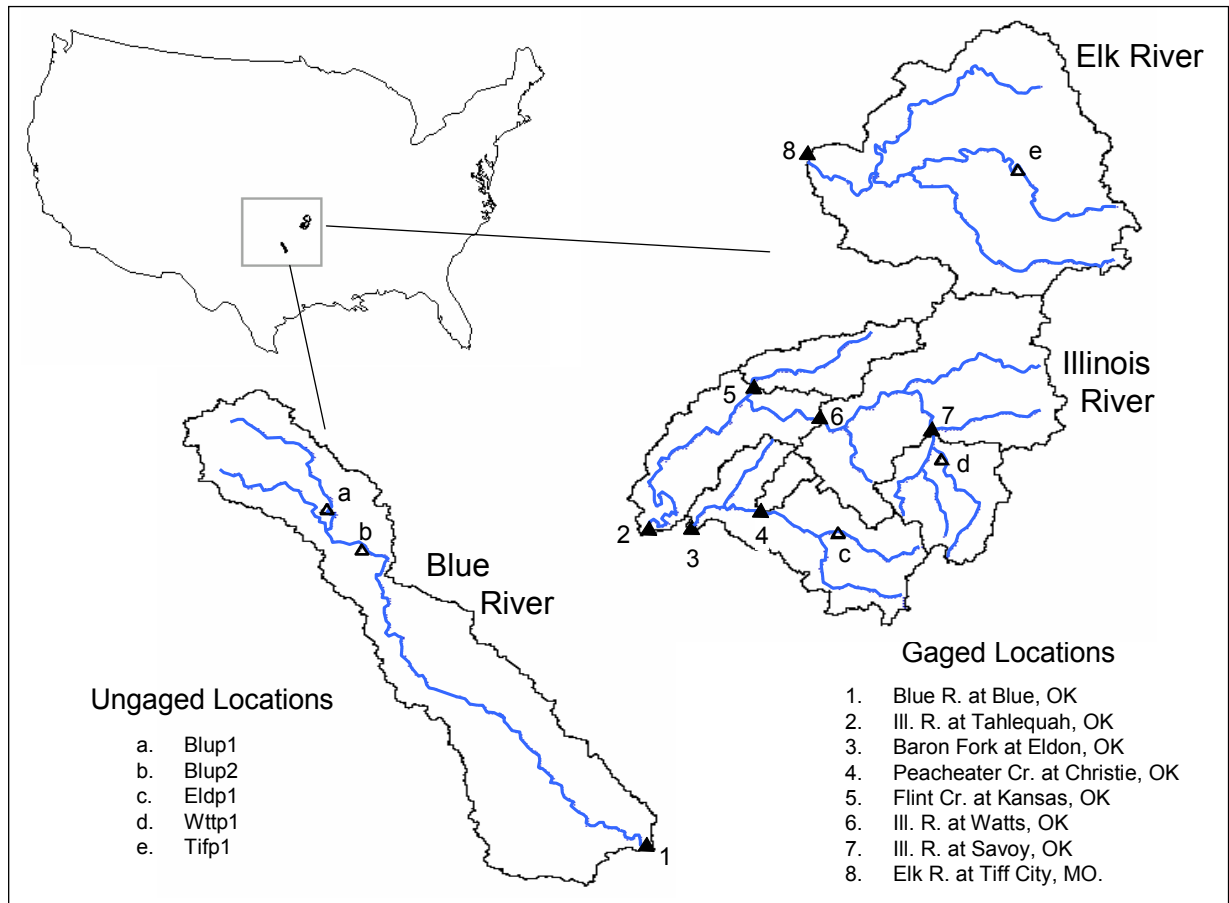 Elk River
8
e
Illinois
River
5
6
7
d
2
3
4
c
a
b
Blue
River
1
Ungaged Locations
a. Blup1
b. Blup2
c. Eldp1
d. Wttp1
e. Tifp1
Gaged Locations
1. Blue R. at Blue, OK
2. Ill. R. at Tahlequah, OK
3. Baron Fork at Eldon, OK
4. Peacheater Cr. at Christie, OK
5. Flint Cr. at Kansas, OK
6. Ill. R. at Watts, OK
7. Ill. R. at Savoy, OK
8. Elk R. at Tiff City, MO.